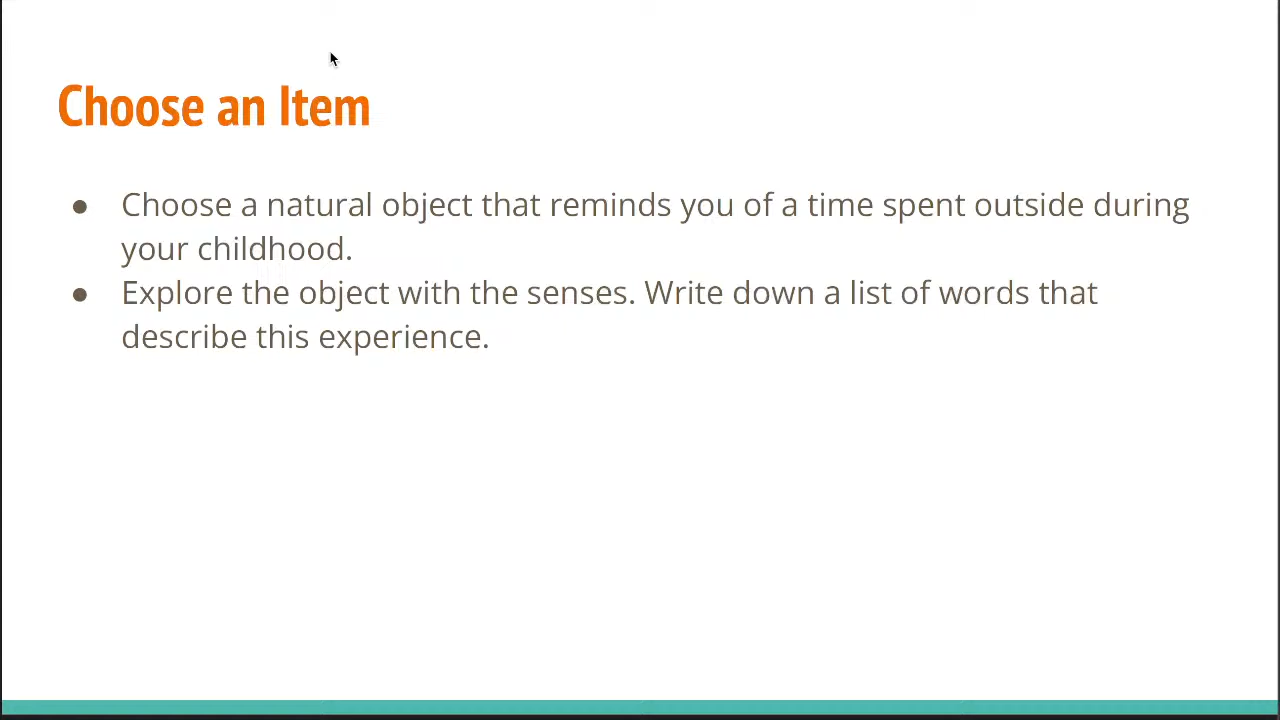 Choose an Item
● Choose a natural object that reminds you of a time spent outside during
your childhood.
● Explore the object with the senses. Write down a list of words that
describe this experience.